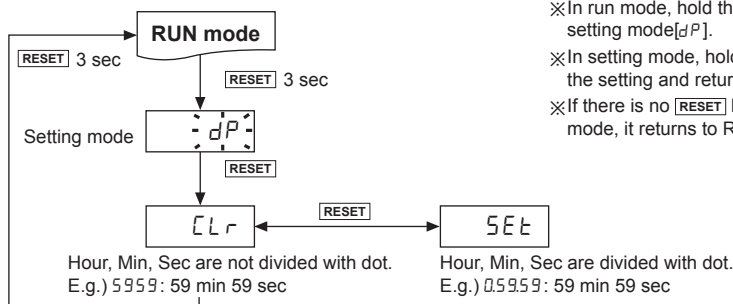 RUN mode
RESET 3 sec
RESET 3 sec
Setting mode
dP
RESET
CLr
RESET
SEt
Hour, Min, Sec are not divided with dot.
E.g.) 5959: 59 min 59 sec
Hour, Min, Sec are divided with dot.
E.g.) 0.59.59: 59 min 59 sec
※In run mode, hold th
setting mode[dP].
※In setting mode, hol
the setting and retur
※If there is no RESET
mode, it returns to R